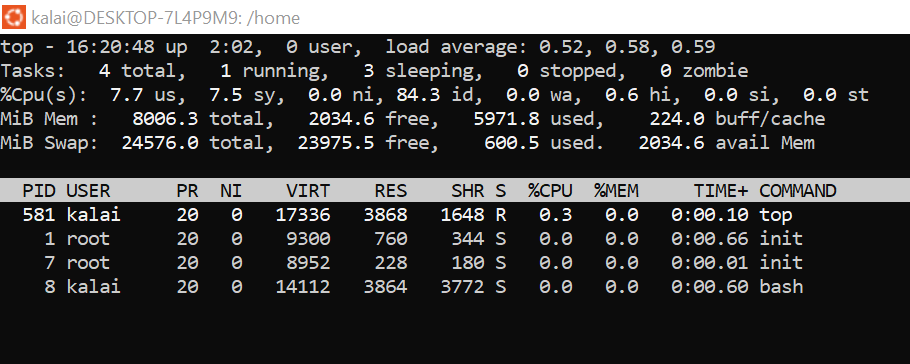 kalai@DESKTOP-7L4P9M9: /home
top - 16:20:48 up  2:02,  0 user,  load average: 0.52, 0.58, 0.59
Tasks:   4 total,   1 running,   3 sleeping,   0 stopped,   0 zombie
%Cpu(s):  7.7 us,  7.5 sy,  0.0 ni, 84.3 id,  0.0 wa,  0.6 hi,  0.0 si,  0.0 st
MiB Mem :   8006.3 total,   2034.6 free,   5971.8 used,    224.0 buff/cache
MiB Swap:  24576.0 total,  23975.5 free,    600.5 used.   2034.6 avail Mem
PID USER      PR  NI    VIRT    RES    SHR S  %CPU  %MEM     TIME+ COMMAND
581 kalai     20   0   17336   3868   1648 R   0.3   0.0   0:00.10 top
1 root      20   0    9300    760    344 S   0.0   0.0   0:00.66 init
7 root      20   0    8952    228    180 S   0.0   0.0   0:00.01 init
8 kalai     20   0   14112   3864   3772 S   0.0   0.0   0:00.60 bash